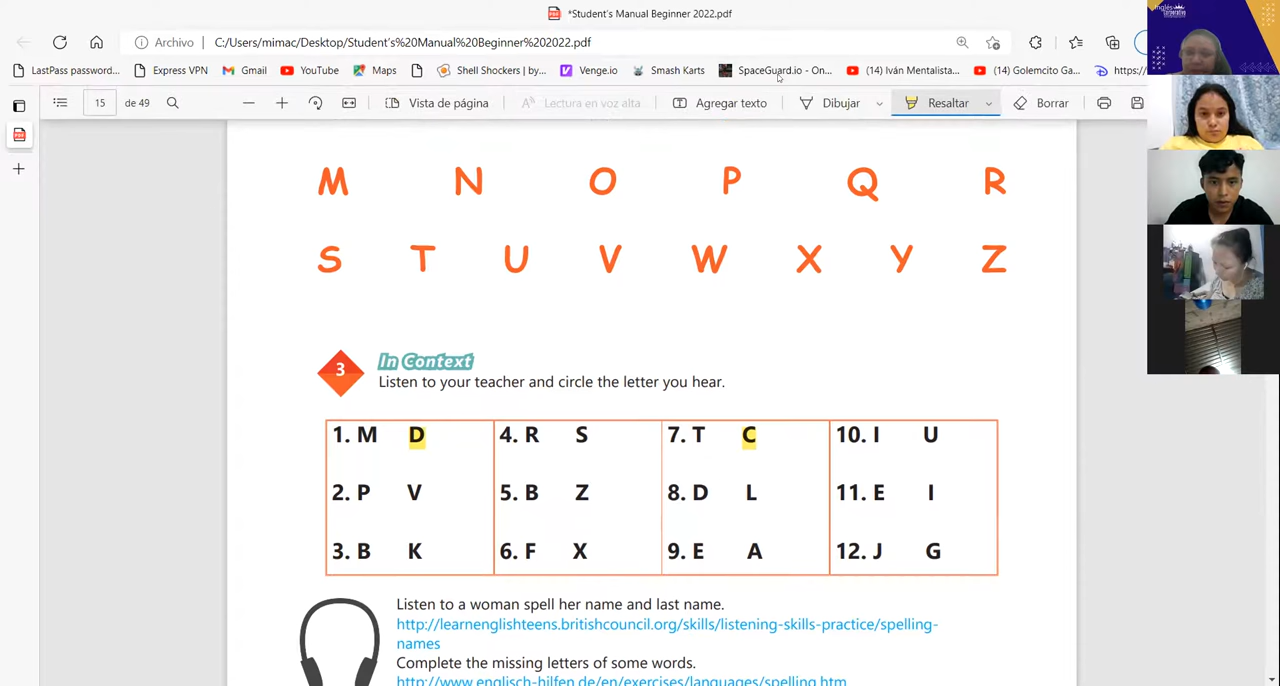 *Student's Manual Beginner 2022.pdf
Archivo C:/Users/mimac/Desktop/Student's%20Manual%20Beginner%202022.pdf
LastPass password... Express VPN Gmail YouTube Maps Shell Shockers | by... Venge.io Smash Karts SpaceGuard.io - On... (14) Iván Mentalista... (14) Golemcito Ga... https:/
15 de 49 Vista de página Lectura en voz alta Agregar texto Dibujar Resaltar Borrar
M N O P Q R
S T U V W X Y Z
3 In Context
Listen to your teacher and circle the letter you hear.
1. M D 4. R S 7. T C 10. I U
2. P V 5. B Z 8. D L 11. E I
3. B K 6. F X 9. E A 12. J G
Listen to a woman spell her name and last name.
http://learnenglishteens.britishcouncil.org/skills/listening-skills-practice/spelling-
names
Complete the missing letters of some words.
http://www.englisch-hilfen.de/en/exercises/languages/spelling.htm